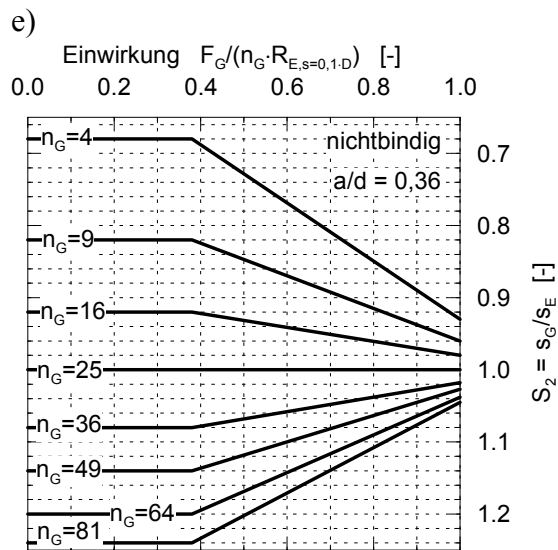 e)
Einwirkung F_G/(n_G·R_E,s=0,1·D) [-]
0.0 0.2 0.4 0.6 0.8 1.0
n_G=4
nichtbindig
a/d = 0,36
0.7
n_G=9
0.8
n_G=16
0.9
n_G=25
1.0
n_G=36
n_G=49
1.1
n_G=64
n_G=81
1.2
S_2 = s_G/s_E [-]